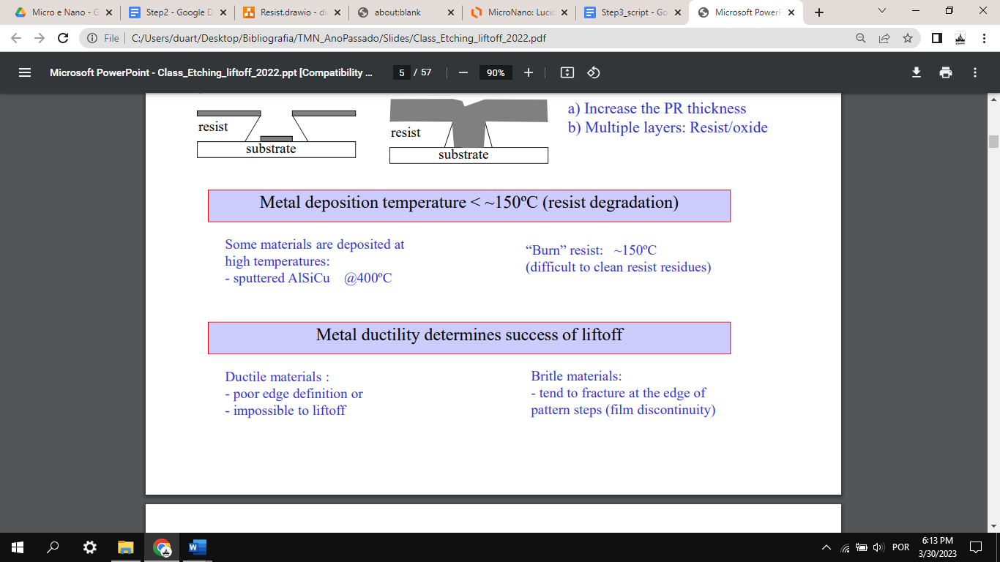 Micro e Nano - G
Step2 - Google D
Resist.drawio - di
about:blank
MicroNano: Lucid
Step3_script - Go
Microsoft PowerP
File
C:/Users/duart/Desktop/Bibliografia/TMN_AnoPassado/Slides/Class_Etching_liftoff_2022.pdf
Microsoft PowerPoint - Class_Etching_liftoff_2022.ppt [Compatibility ...
5 / 57
90%
resist
substrate
resist
substrate
a) Increase the PR thickness
b) Multiple layers: Resist/oxide
Metal deposition temperature < ~150ºC (resist degradation)
Some materials are deposited at
high temperatures:
- sputtered AlSiCu @400ºC
“Burn” resist: ~150ºC
(difficult to clean resist residues)
Metal ductility determines success of liftoff
Ductile materials :
- poor edge definition or
- impossible to liftoff
Britle materials:
- tend to fracture at the edge of
pattern steps (film discontinuity)
POR
6:13 PM
3/30/2023